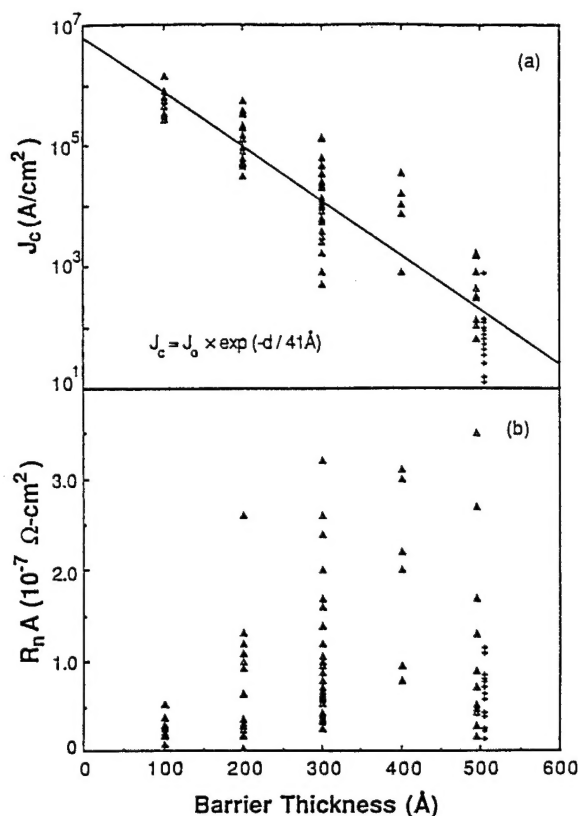 10^7
(a)
10^5
J_c (A/cm^2)
10^3
J_c = J_o × exp (-d / 41Å)
10^1
(b)
3.0
2.0
R_n A (10^-7 Ω-cm^2)
1.0
0
0 100 200 300 400 500 600
Barrier Thickness (Å)